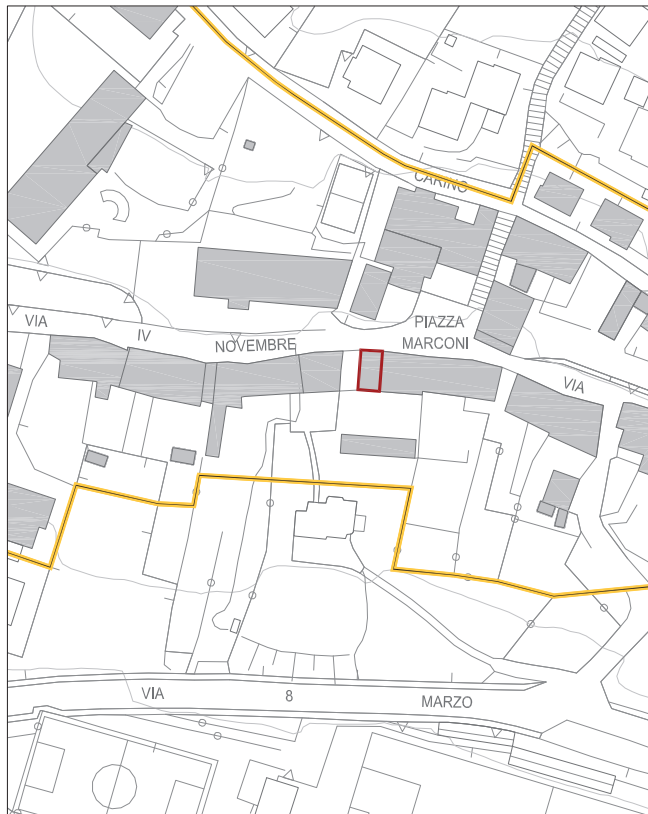 CARINO
PIAZZA
MARCONI
VIA IV NOVEMBRE
VIA
VIA 8 MARZO